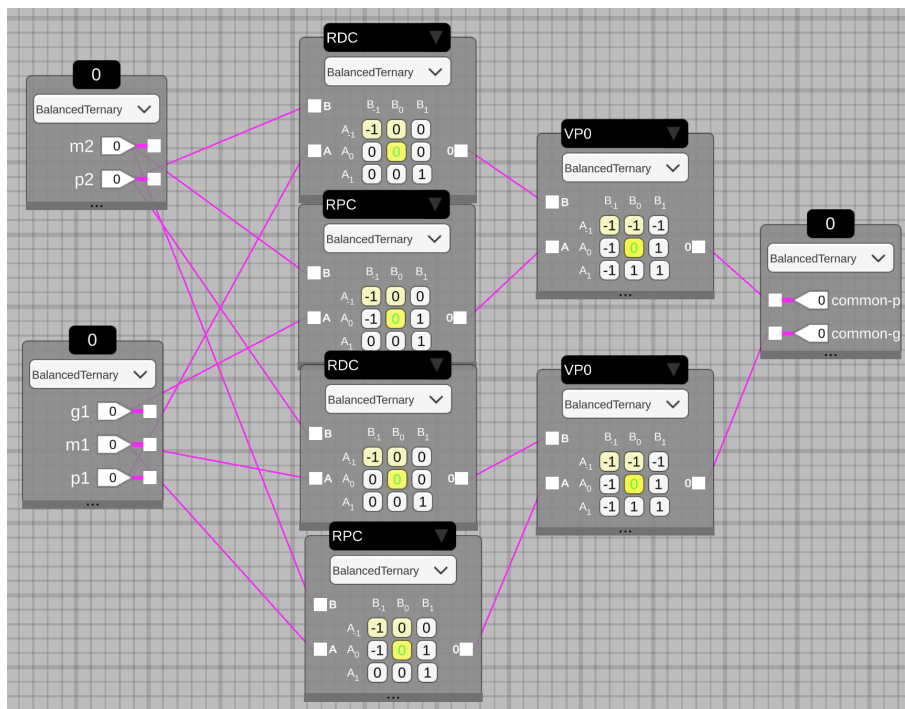 0
BalancedTernary
m2 0
p2 0
...
0
BalancedTernary
g1 0
m1 0
p1 0
...
RDC
BalancedTernary
B B₋₁ B₀ B₁
A₋₁ -1 0 0
A A₀ 0 0 0 0
A₁ 0 0 1
RPC
BalancedTernary
B B₋₁ B₀ B₁
A₋₁ -1 0 0
A A₀ -1 0 1 0
A₁ 0 0 1
RDC
BalancedTernary
B B₋₁ B₀ B₁
A₋₁ -1 0 0
A A₀ 0 0 0 0
A₁ 0 0 1
RPC
BalancedTernary
B B₋₁ B₀ B₁
A₋₁ -1 0 0
A A₀ -1 0 1 0
A₁ 0 0 1
...
VP0
BalancedTernary
B B₋₁ B₀ B₁
A₋₁ -1 -1 -1
A A₀ -1 0 1 0
A₁ -1 1 1
...
VP0
BalancedTernary
B B₋₁ B₀ B₁
A₋₁ -1 -1 -1
A A₀ -1 0 1 0
A₁ -1 1 1
...
0
BalancedTernary
0 common-p
0 common-g
...